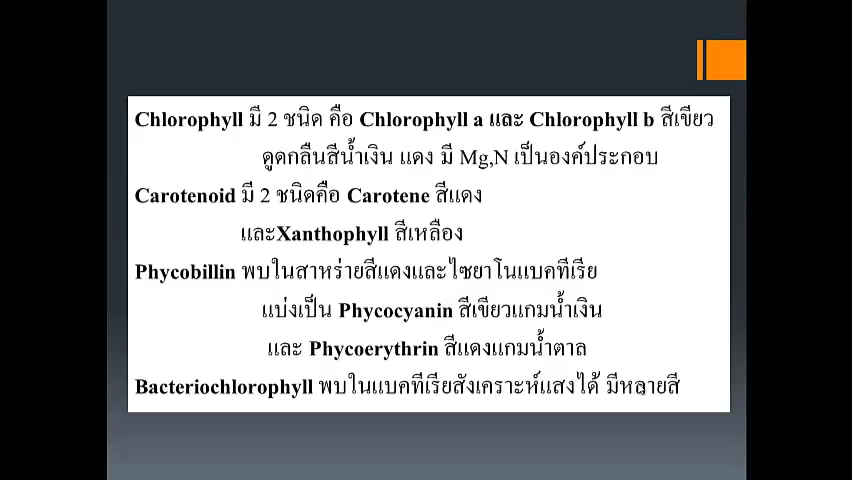 Chlorophyll มี 2 ชนิด คือ Chlorophyll a และ Chlorophyll b สีเขียว
ดูดกลืนสีน้ำเงิน แดง มี Mg,N เป็นองค์ประกอบ
Carotenoid มี 2 ชนิดคือ Carotene สีแดง
และXanthophyll สีเหลือง
Phycobillin พบในสาหร่ายสีแดงและไซยาโนแบคทีเรีย
แบ่งเป็น Phycocyanin สีเขียวแกมน้ำเงิน
และ Phycoerythrin สีแดงแกมน้ำตาล
Bacteriochlorophyll พบในแบคทีเรียสังเคราะห์แสงได้ มีหลายสี